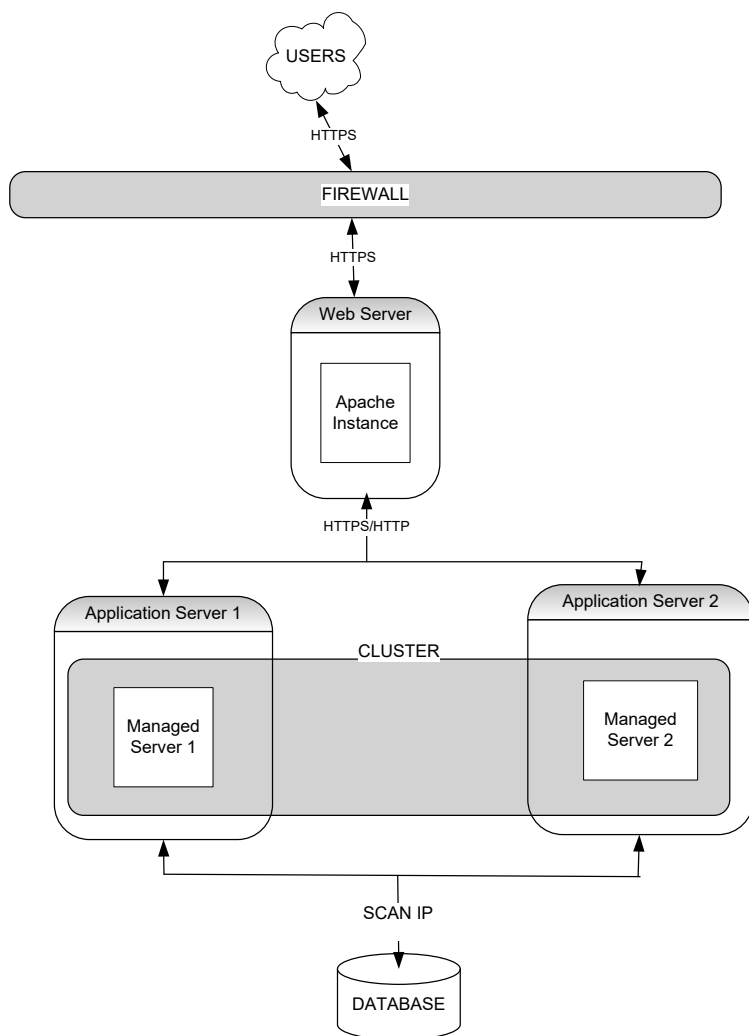 USERS
HTTPS
FIREWALL
HTTPS
Web Server
Apache
Instance
HTTPS/HTTP
Application Server 1
Application Server 2
CLUSTER
Managed
Server 1
Managed
Server 2
SCAN IP
DATABASE